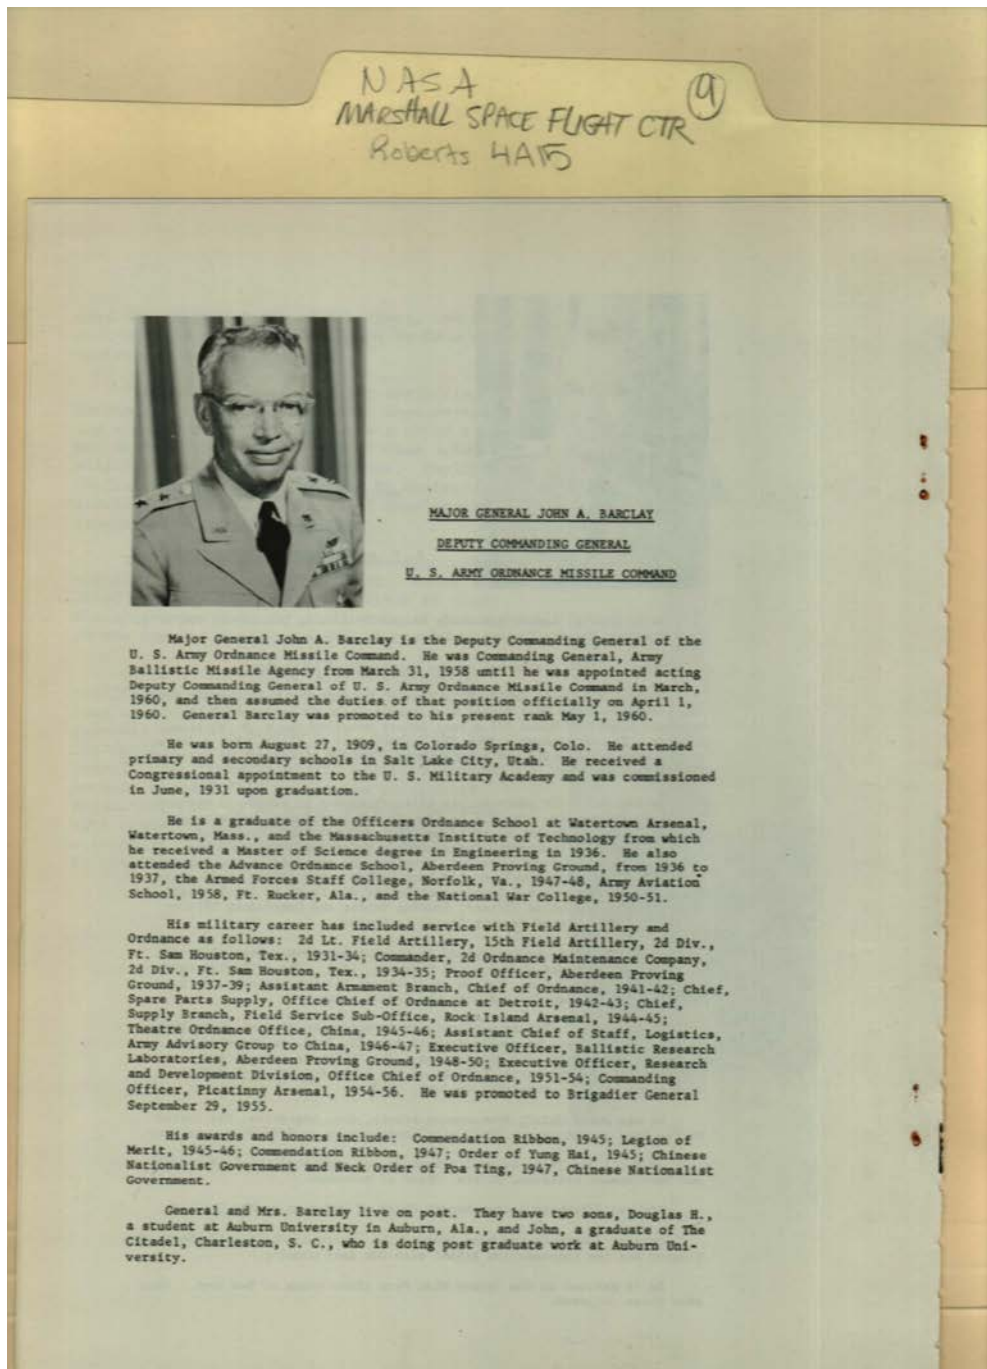 NASA
9
MARSHALL SPACE FLIGHT CTR
Roberts 4A15
MAJOR GENERAL JOHN A. BARCLAY
DEPUTY COMMANDING GENERAL
U. S. ARMY ORDNANCE MISSILE COMMAND
Major General John A. Barclay is the Deputy Commanding General of the
U. S. Army Ordnance Missile Command. He was Commanding General, Army
Ballistic Missile Agency from March 31, 1958 until he was appointed acting
Deputy Commanding General of U. S. Army Ordnance Missile Command in March,
1960, and then assumed the duties of that position officially on April 1,
1960. General Barclay was promoted to his present rank May 1, 1960.
He was born August 27, 1909, in Colorado Springs, Colo. He attended
primary and secondary schools in Salt Lake City, Utah. He received a
Congressional appointment to the U. S. Military Academy and was commissioned
in June, 1931 upon graduation.
He is a graduate of the Officers Ordnance School at Watertown Arsenal,
Watertown, Mass., and the Massachusetts Institute of Technology from which
he received a Master of Science degree in Engineering in 1936. He also
attended the Advance Ordnance School, Aberdeen Proving Ground, from 1936 to
1937, the Armed Forces Staff College, Norfolk, Va., 1947-48, Army Aviation
School, 1958, Ft. Rucker, Ala., and the National War College, 1950-51.
His military career has included service with Field Artillery and
Ordnance as follows: 2d Lt. Field Artillery, 15th Field Artillery, 2d Div.,
Ft. Sam Houston, Tex., 1931-34; Commander, 2d Ordnance Maintenance Company,
2d Div., Ft. Sam Houston, Tex., 1934-35; Proof Officer, Aberdeen Proving
Ground, 1937-39; Assistant Armament Branch, Chief of Ordnance, 1941-42; Chief,
Spare Parts Supply, Office Chief of Ordnance at Detroit, 1942-43; Chief,
Supply Branch, Field Service Sub-Office, Rock Island Arsenal, 1944-45;
Theatre Ordnance Office, China, 1945-46; Assistant Chief of Staff, Logistics,
Army Advisory Group to China, 1946-47; Executive Officer, Ballistic Research
Laboratories, Aberdeen Proving Ground, 1948-50; Executive Officer, Research
and Development Division, Office Chief of Ordnance, 1951-54; Commanding
Officer, Picatinny Arsenal, 1954-56. He was promoted to Brigadier General
September 29, 1955.
His awards and honors include: Commendation Ribbon, 1945; Legion of
Merit, 1945-46; Commendation Ribbon, 1947; Order of Yung Hai, 1945; Chinese
Nationalist Government and Neck Order of Poa Ting, 1947, Chinese Nationalist
Government.
General and Mrs. Barclay live on post. They have two sons, Douglas H.,
a student at Auburn University in Auburn, Ala., and John, a graduate of The
Citadel, Charleston, S. C., who is doing post graduate work at Auburn Uni-
versity.